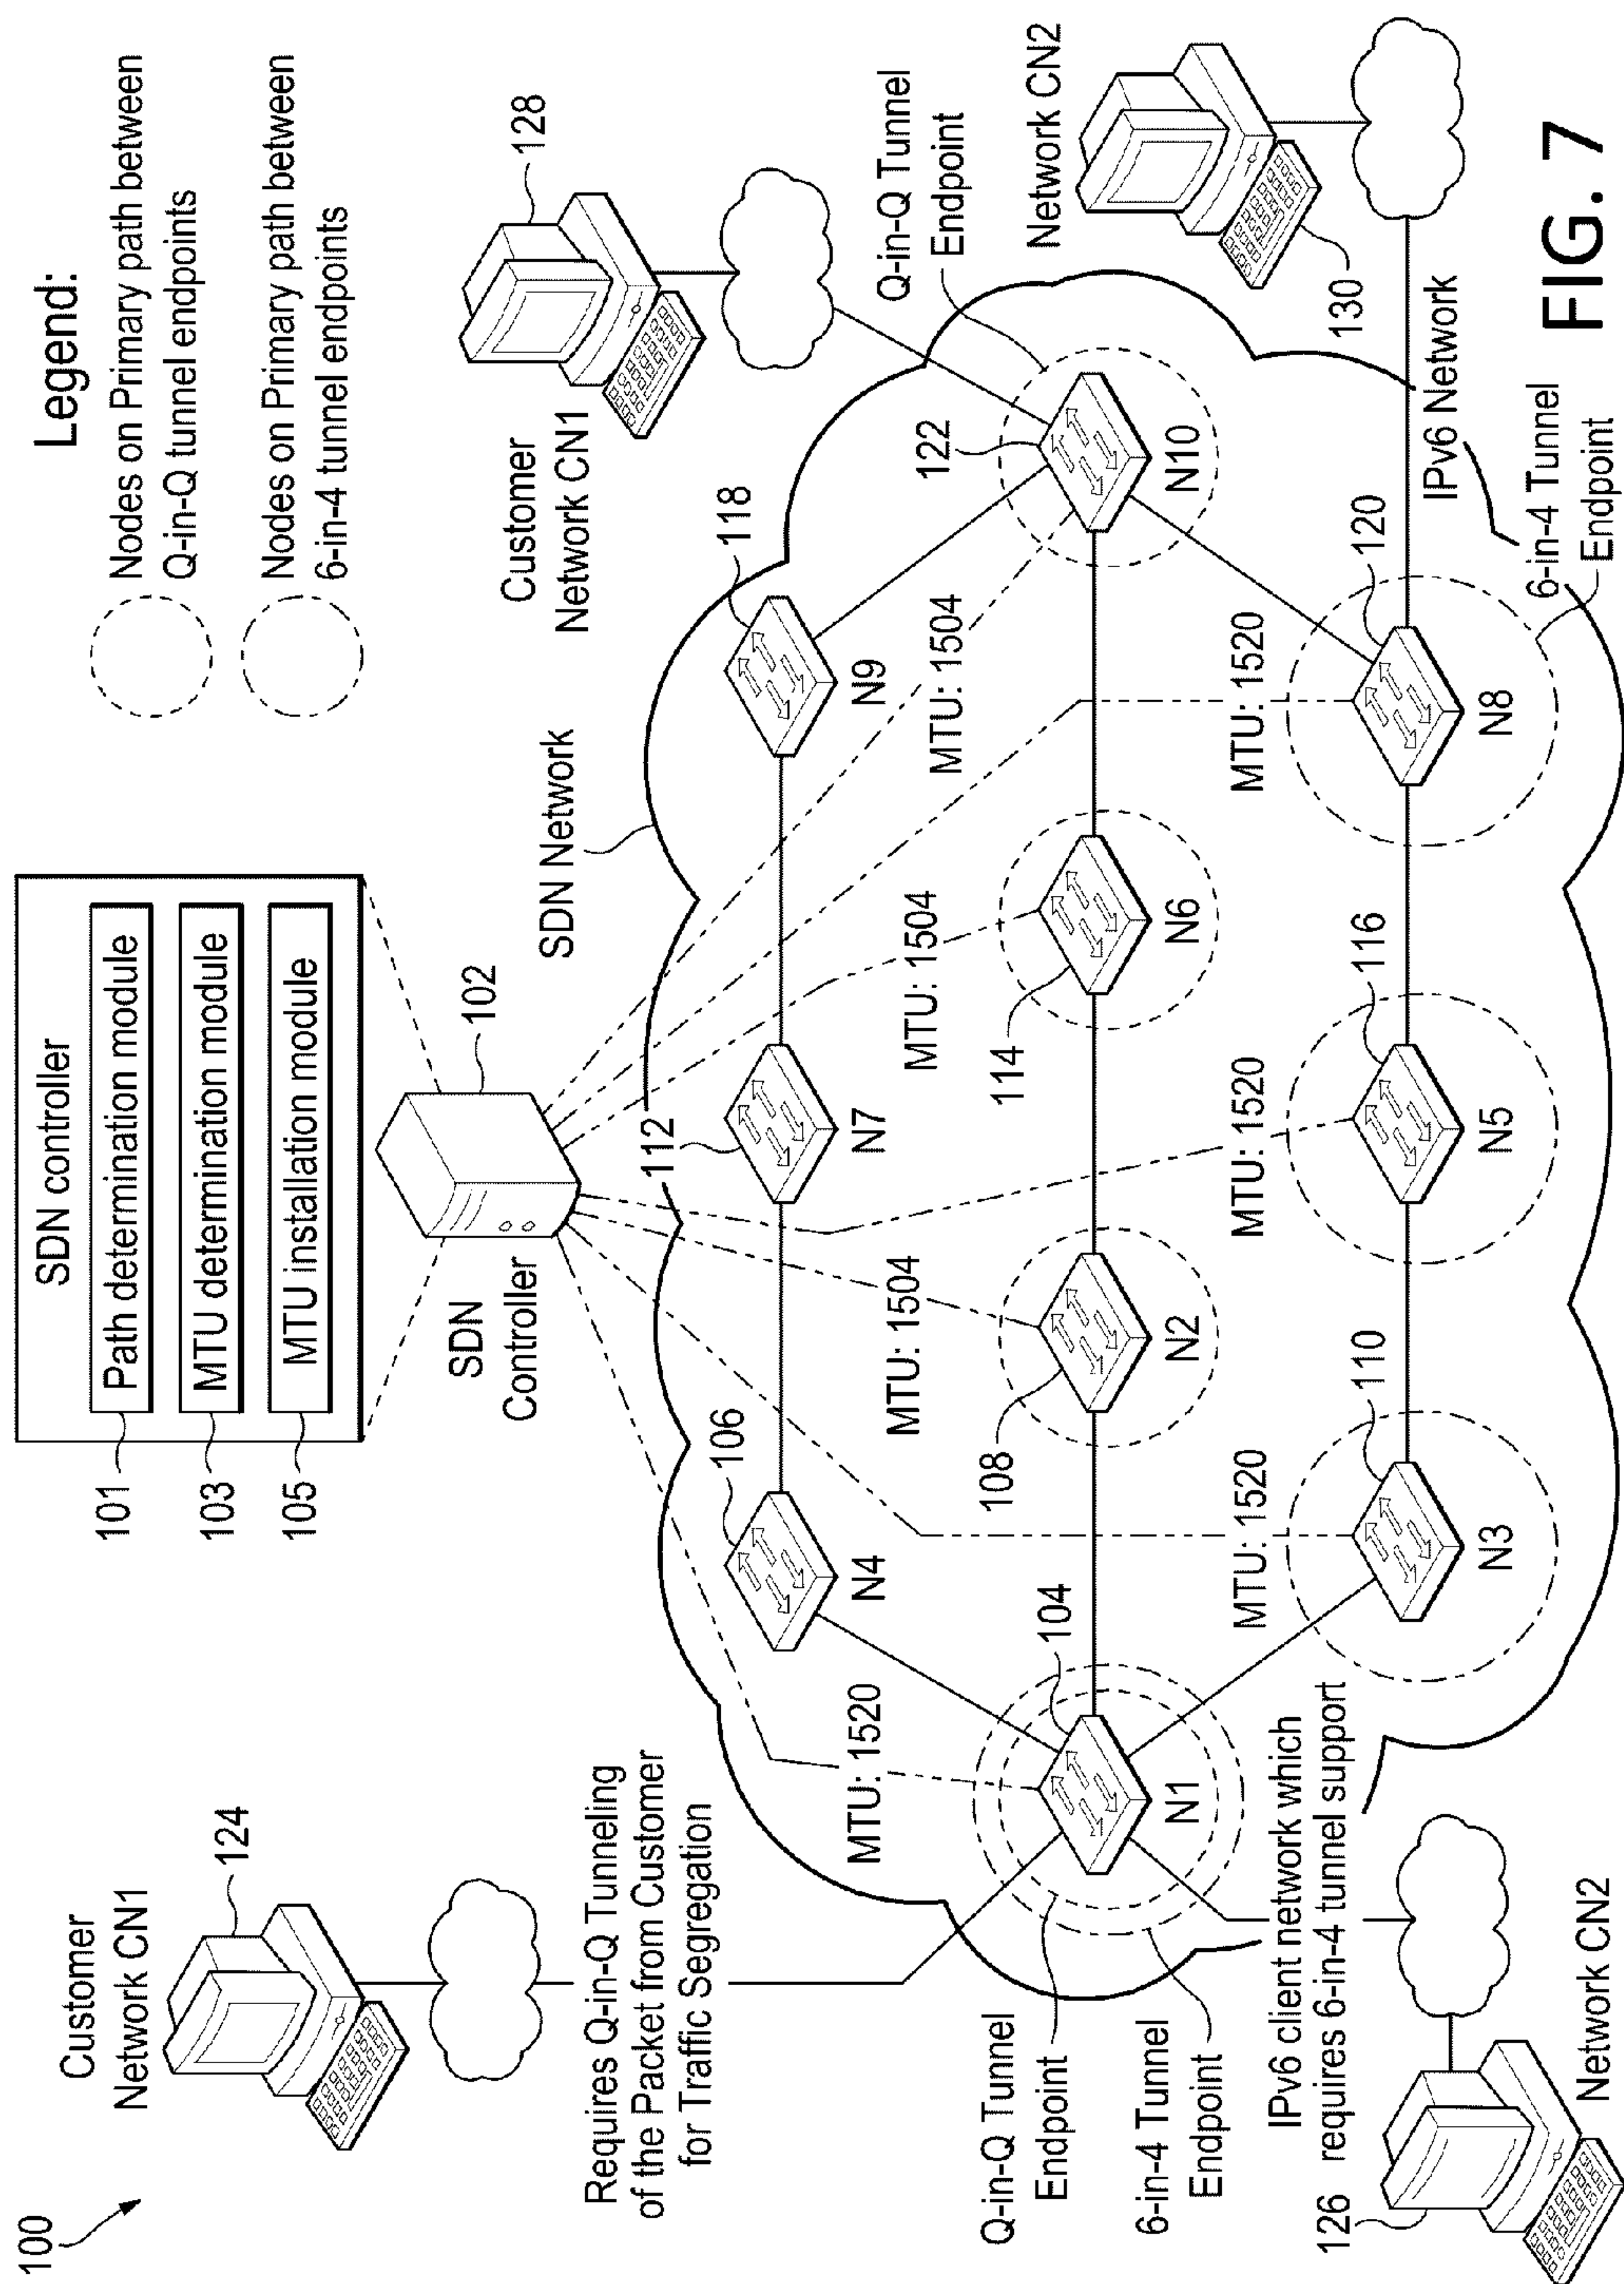 100
SDN controller
Path determination module
MTU determination module
MTU installation module
101
103
105
Legend:
Nodes on Primary path between
Q-in-Q tunnel endpoints
Nodes on Primary path between
6-in-4 tunnel endpoints
Customer
Network CN1
124
SDN
Controller
102
SDN Network
Customer
Network CN1
128
Requires Q-in-Q Tunneling
of the Packet from Customer
for Traffic Segregation
106
N4
112
N7
118
N9
MTU: 1520
MTU: 1504
MTU: 1504
MTU: 1504
104
N1
108
N2
114
N6
122
N10
Q-in-Q Tunnel
Endpoint
Q-in-Q Tunnel
Endpoint
6-in-4 Tunnel
Endpoint
MTU: 1520
MTU: 1520
MTU: 1520
110
N3
116
N5
120
N8
Network CN2
130
IPv6 Network
6-in-4 Tunnel
Endpoint
IPv6 client network which
requires 6-in-4 tunnel support
126
Network CN2
FIG. 7